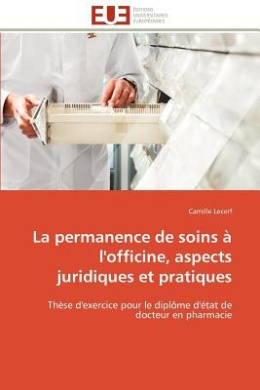 EUE
ÉDITIONS
UNIVERSITAIRES
EUROPÉENNES
Camille Lecerf
La permanence de soins à
l'officine, aspects
juridiques et pratiques
Thèse d'exercice pour le diplôme d'état de
docteur en pharmacie